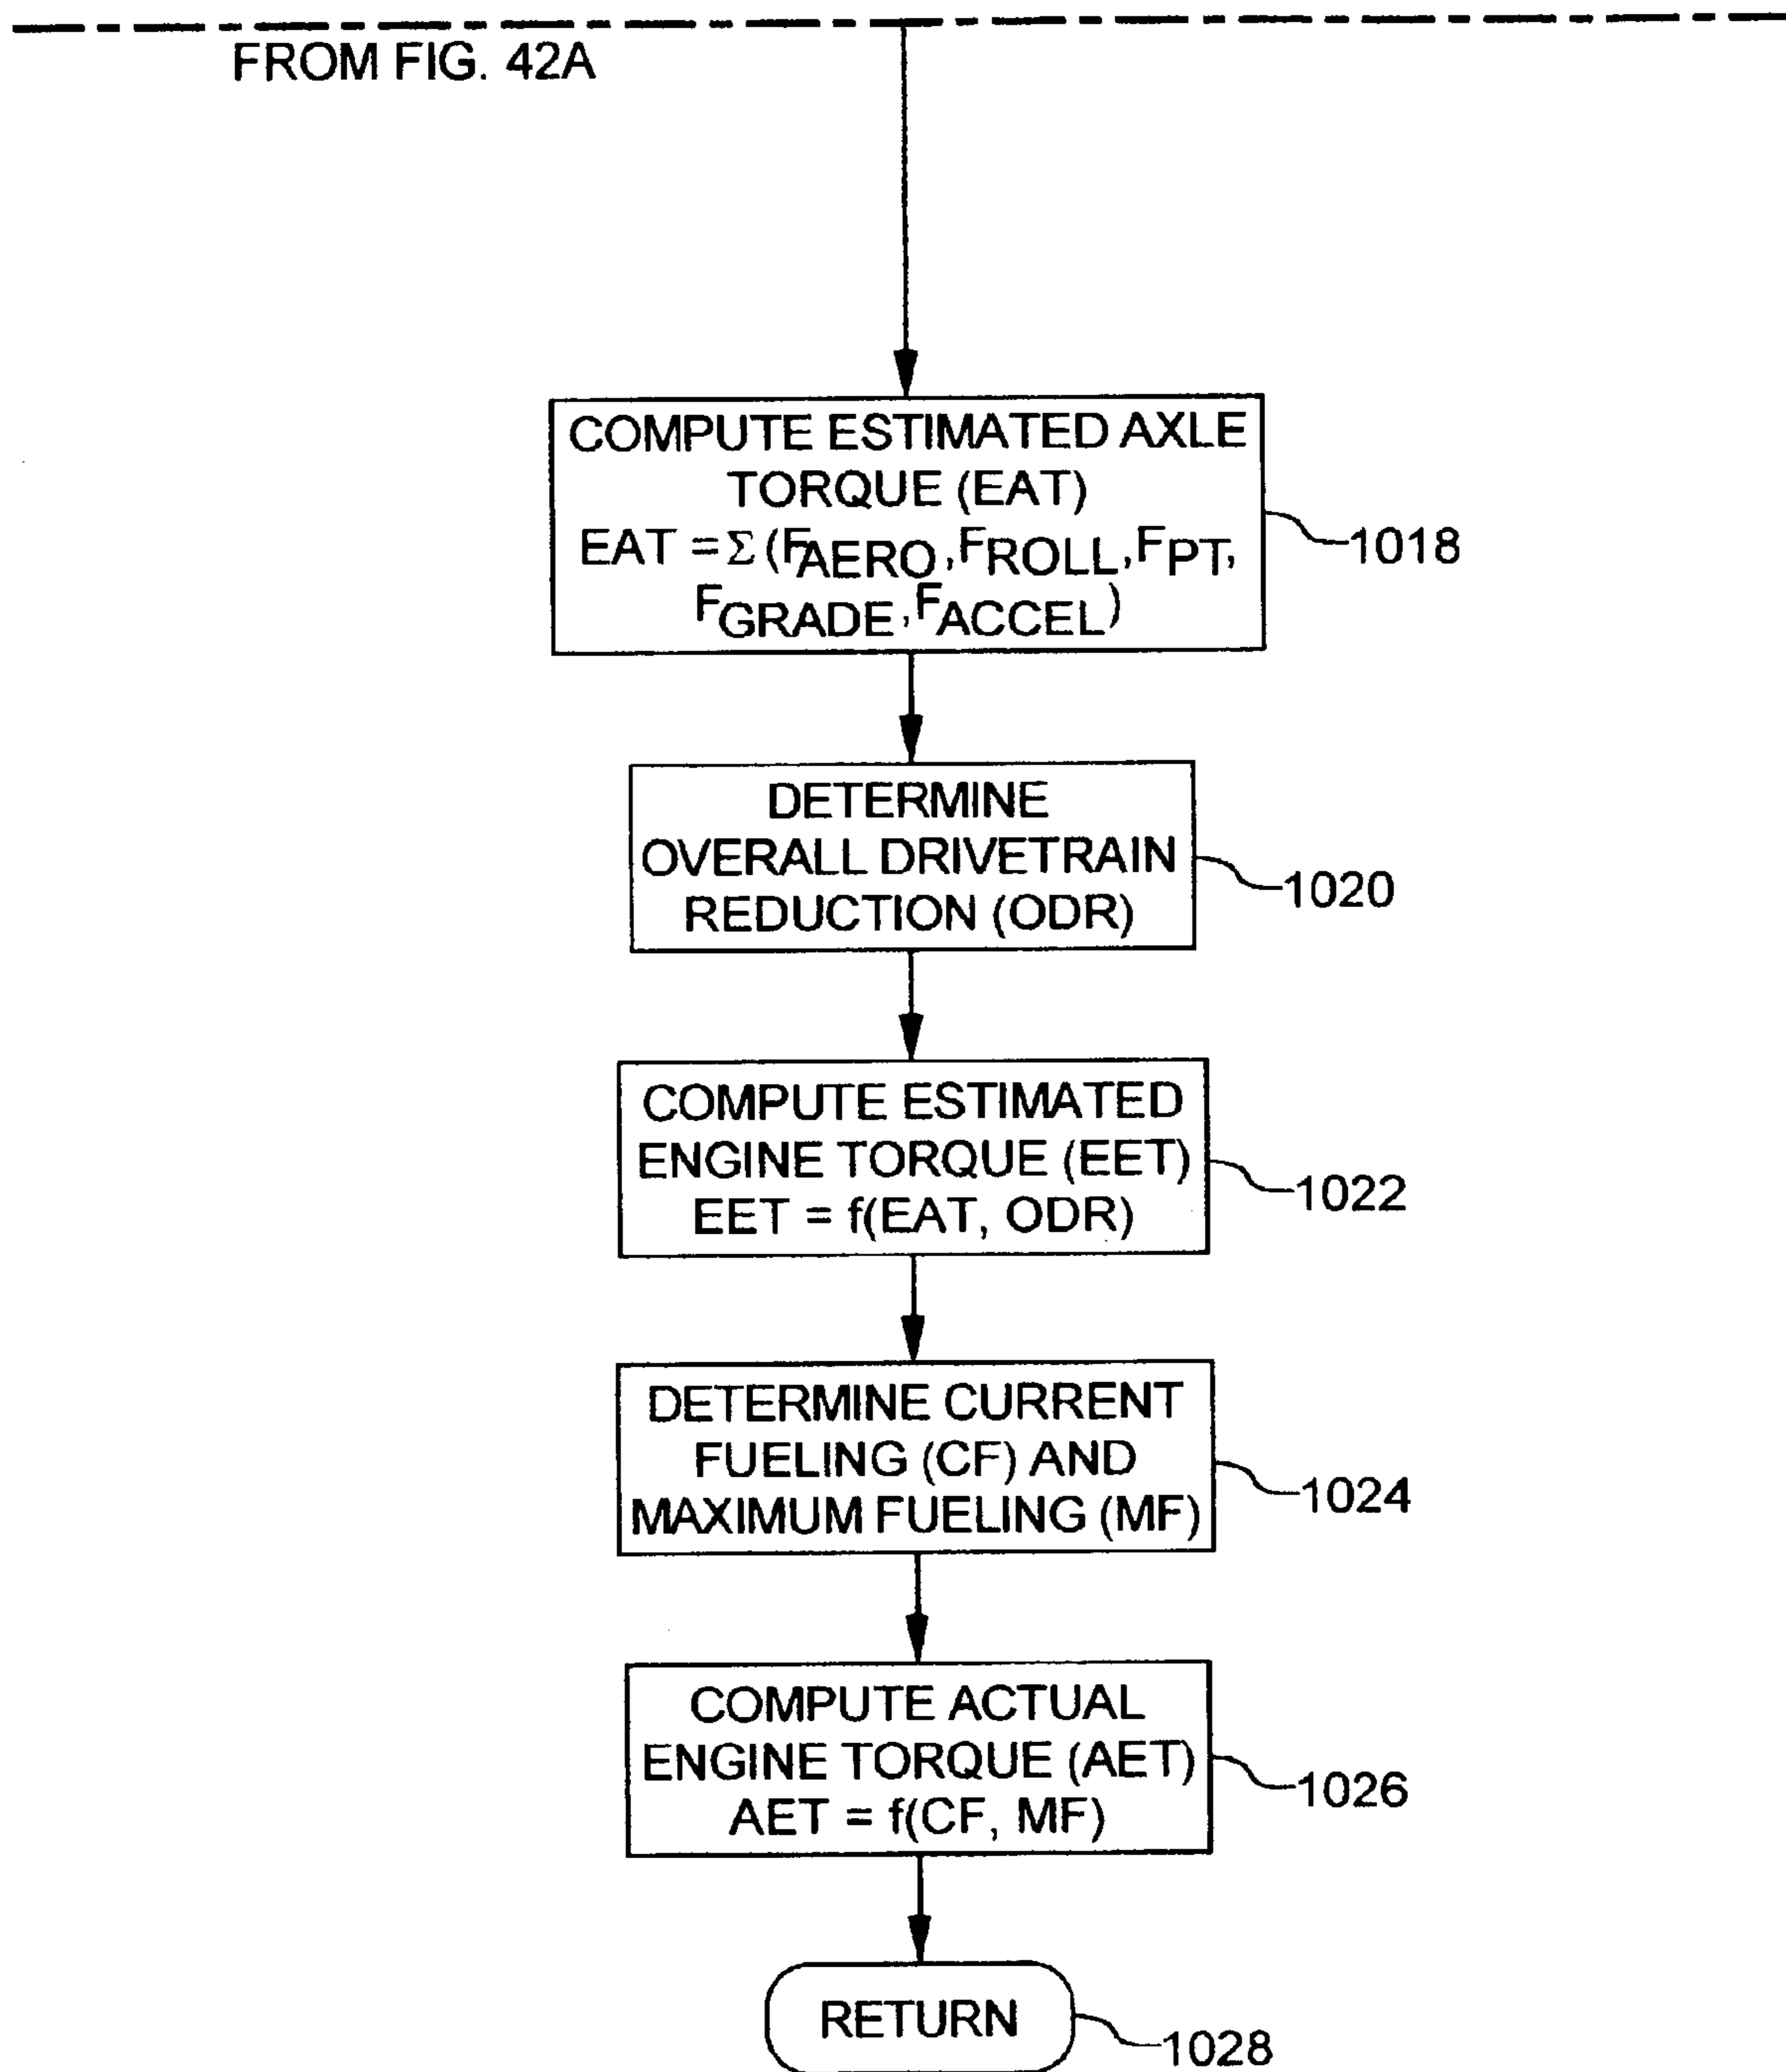 FROM FIG. 42A
COMPUTE ESTIMATED AXLE
TORQUE (EAT)
EAT = Σ (FAERO, FROLL, FPT,
FGRADE, FACCEL)
1018
DETERMINE
OVERALL DRIVETRAIN
REDUCTION (ODR)
1020
COMPUTE ESTIMATED
ENGINE TORQUE (EET)
EET = f(EAT, ODR)
1022
DETERMINE CURRENT
FUELING (CF) AND
MAXIMUM FUELING (MF)
1024
COMPUTE ACTUAL
ENGINE TORQUE (AET)
AET = f(CF, MF)
1026
RETURN
1028